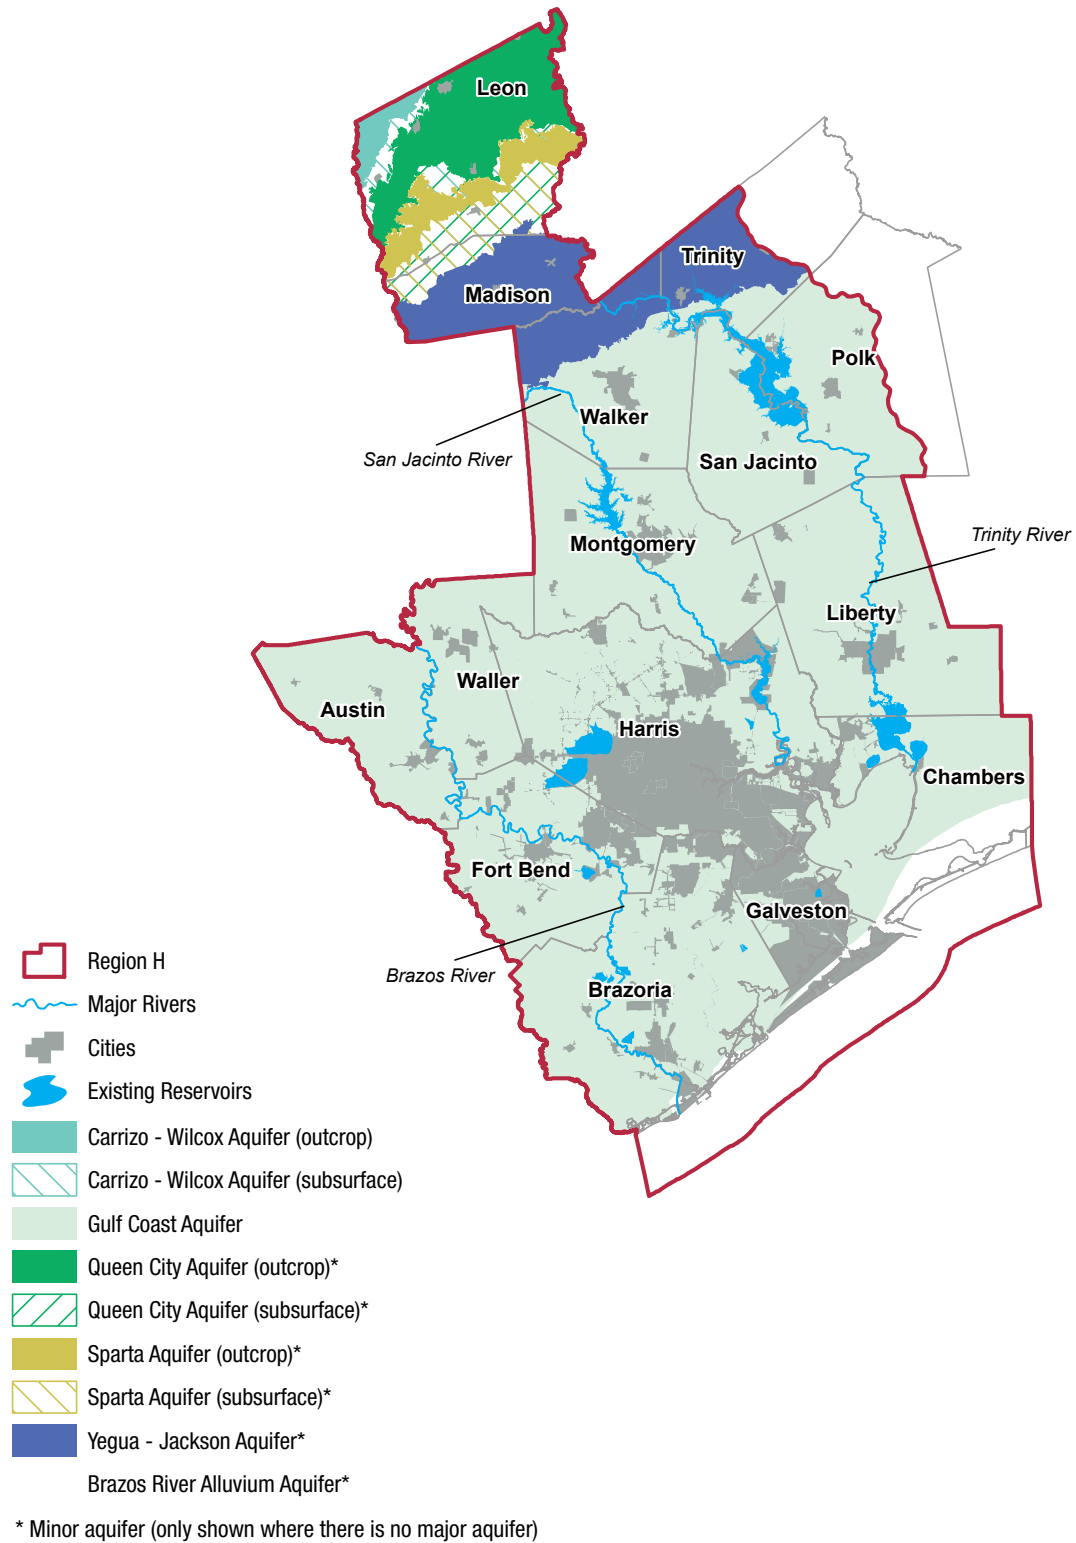 Leon
Trinity
Madison
Polk
Walker
San Jacinto River
San Jacinto
Trinity River
Montgomery
Liberty
Waller
Austin
Harris
Chambers
Fort Bend
Galveston
Brazos River
Brazoria
Region H
Major Rivers
Cities
Existing Reservoirs
Carrizo - Wilcox Aquifer (outcrop)
Carrizo - Wilcox Aquifer (subsurface)
Gulf Coast Aquifer
Queen City Aquifer (outcrop)*
Queen City Aquifer (subsurface)*
Sparta Aquifer (outcrop)*
Sparta Aquifer (subsurface)*
Yegua - Jackson Aquifer*
Brazos River Alluvium Aquifer*
* Minor aquifer (only shown where there is no major aquifer)